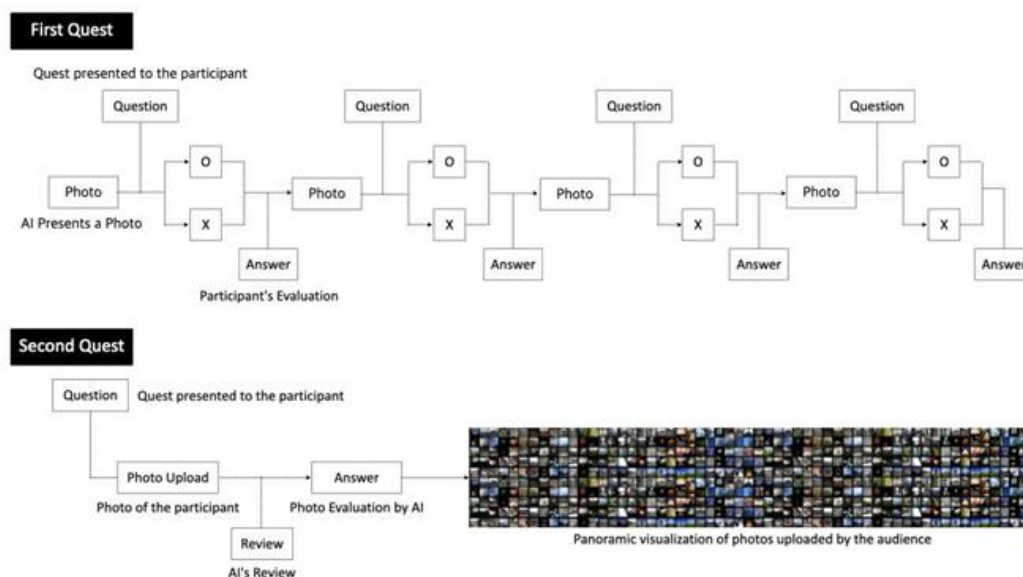 First Quest
Quest presented to the participant
Question
Question
Question
Question
O
O
O
O
Photo
Photo
Photo
Photo
AI Presents a Photo
X
X
X
X
Answer
Answer
Answer
Answer
Participant's Evaluation
Second Quest
Question
Quest presented to the participant
Photo Upload
Answer
Photo of the participant
Photo Evaluation by AI
Review
AI's Review
Panoramic visualization of photos uploaded by the audience